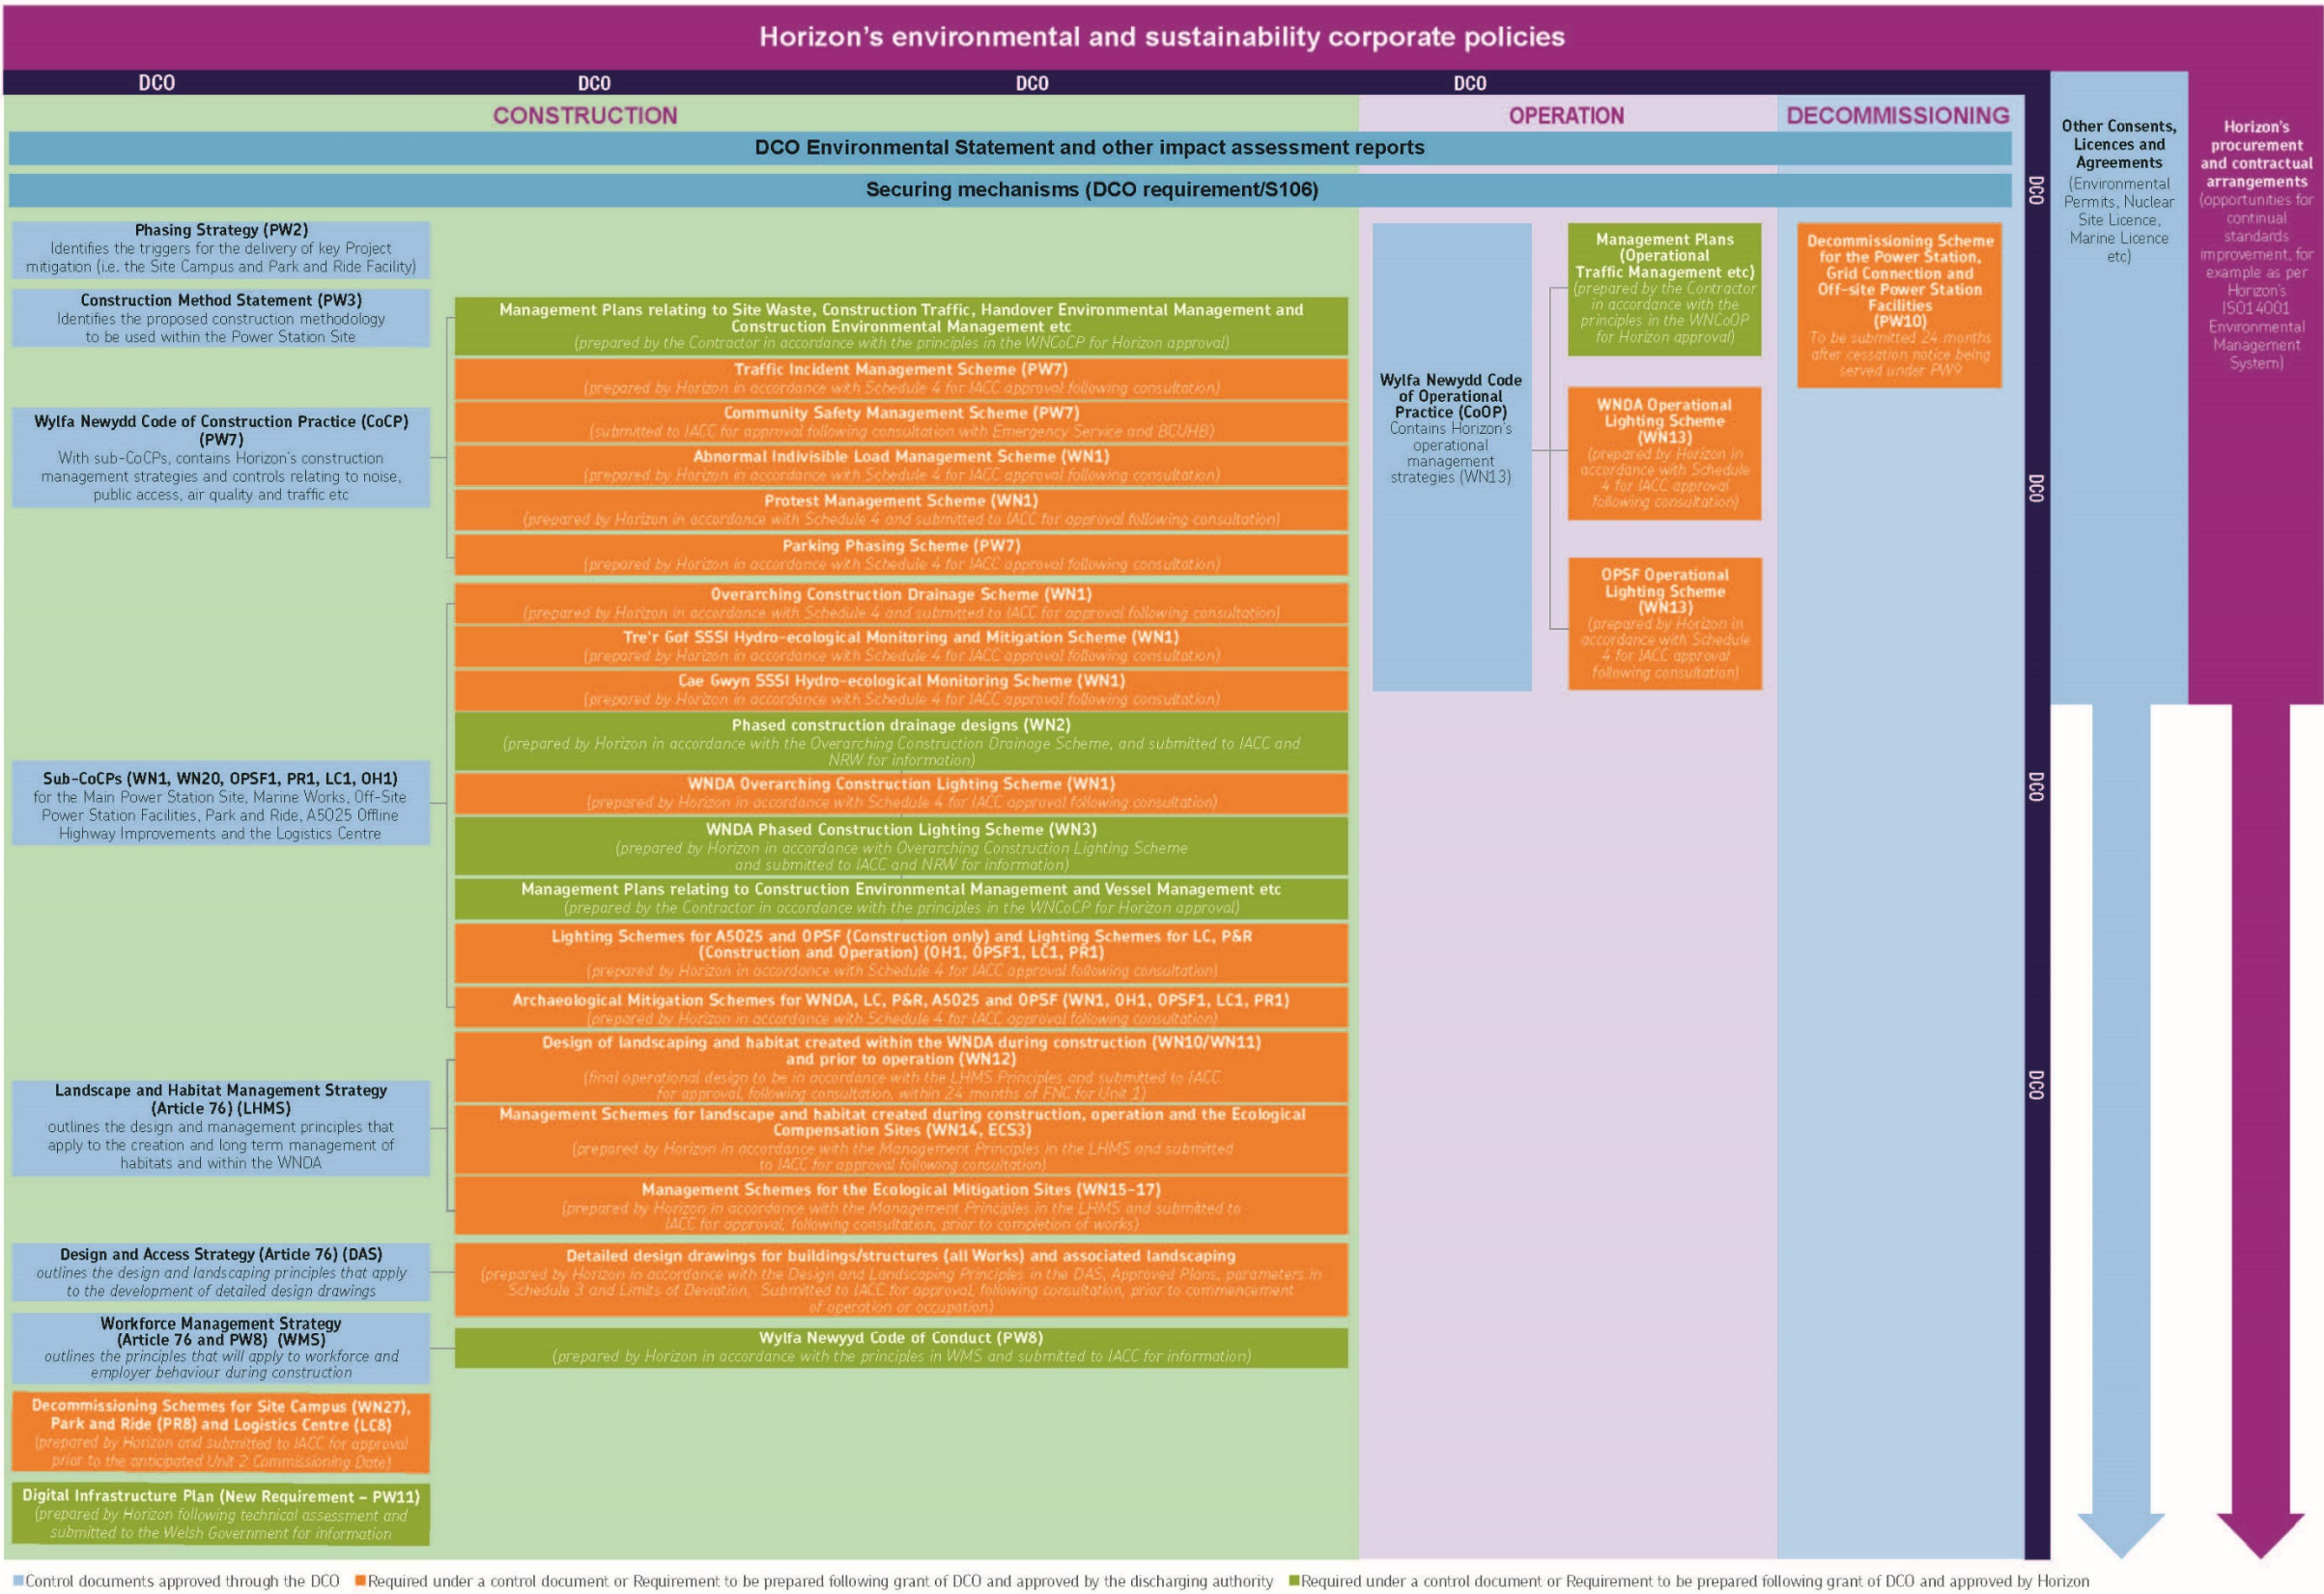 Horizon's environmental and sustainability corporate policies
DCO DCO DCO DCO
CONSTRUCTION
OPERATION
DECOMMISSIONING
DCO Environmental Statement and other impact assessment reports
Securing mechanisms (DCO requirement/S106)
Phasing Strategy (PW2)
Identifies the triggers for the delivery of key Project
mitigation (i.e. the Site Campus and Park and Ride Facility)
Construction Method Statement (PW3)
Identifies the proposed construction methodology
to be used within the Power Station Site
Wylfa Newydd Code of Construction Practice (CoCP)
(PW7)
With sub-CoCPs, contains Horizon's construction
management strategies and controls relating to noise,
public access, air quality and traffic etc
Sub-CoCPs (WN1, WN20, OPSF1, PR1, LC1, OH1)
for the Main Power Station Site, Marine Works, Off-Site
Power Station Facilities, Park and Ride, A5025 Offline
Highway Improvements and the Logistics Centre
Landscape and Habitat Management Strategy
(Article 76) (LHMS)
outlines the design and management principles that
apply to the creation and long term management of
habitats and within the WNDA
Design and Access Strategy (Article 76) (DAS)
outlines the design and landscaping principles that apply
to the development of detailed design drawings
Workforce Management Strategy
(Article 76 and PW8) (WMS)
outlines the principles that will apply to workforce and
employer behaviour during construction
Decommissioning Schemes for Site Campus (WN27),
Park and Ride (PR8) and Logistics Centre (LC8)
(prepared by Horizon and submitted to IACC for approval
prior to the anticipated Unit 2 Commissioning Date)
Digital Infrastructure Plan (New Requirement – PW11)
(prepared by Horizon following technical assessment and
submitted to the Welsh Government for information
Management Plans relating to Site Waste, Construction Traffic, Handover Environmental Management and
Construction Environmental Management etc
(prepared by the Contractor in accordance with the principles in the WNCoCP for Horizon approval)
Traffic Incident Management Scheme (PW7)
(prepared by Horizon in accordance with Schedule 4 for IACC approval following consultation)
Community Safety Management Scheme (PW7)
(submitted to IACC for approval following consultation with Emergency Service and BCUHB)
Abnormal Indivisible Load Management Scheme (WN1)
(prepared by Horizon in accordance with Schedule 4 for IACC approval following consultation)
Protest Management Scheme (WN1)
(prepared by Horizon in accordance with Schedule 4 and submitted to IACC for approval following consultation)
Parking Phasing Scheme (PW7)
(prepared by Horizon in accordance with Schedule 4 for IACC approval following consultation)
Overarching Construction Drainage Scheme (WN1)
(prepared by Horizon in accordance with Schedule 4 and submitted to IACC for approval following consultation)
Tre'r Gof SSSI Hydro-ecological Monitoring and Mitigation Scheme (WN1)
(prepared by Horizon in accordance with Schedule 4 for IACC approval following consultation)
Cae Gwyn SSSI Hydro-ecological Monitoring Scheme (WN1)
(prepared by Horizon in accordance with Schedule 4 for IACC approval following consultation)
Phased construction drainage designs (WN2)
(prepared by Horizon in accordance with the Overarching Construction Drainage Scheme, and submitted to IACC and
NRW for information)
WNDA Overarching Construction Lighting Scheme (WN1)
(prepared by Horizon in accordance with Schedule 4 for IACC approval following consultation)
WNDA Phased Construction Lighting Scheme (WN3)
(prepared by Horizon in accordance with Overarching Construction Lighting Scheme
and submitted to IACC and NRW for information)
Management Plans relating to Construction Environmental Management and Vessel Management etc
(prepared by the Contractor in accordance with the principles in the WNCoCP for Horizon approval)
Lighting Schemes for A5025 and OPSF (Construction only) and Lighting Schemes for LC, P&R
(Construction and Operation) (OH1, OPSF1, LC1, PR1)
(prepared by Horizon in accordance with Schedule 4 for IACC approval following consultation)
Archaeological Mitigation Schemes for WNDA, LC, P&R, A5025 and OPSF (WN1, OH1, OPSF1, LC1, PR1)
(prepared by Horizon in accordance with Schedule 4 for IACC approval following consultation)
Design of landscaping and habitat created within the WNDA during construction (WN10/WN11)
and prior to operation (WN12)
(final operational design to be in accordance with the LHMS Principles and submitted to IACC
for approval, following consultation, within 24 months of FNC for Unit 1)
Management Schemes for landscape and habitat created during construction, operation and the Ecological
Compensation Sites (WN14, ECS3)
(prepared by Horizon in accordance with the Management Principles in the LHMS and submitted
to IACC for approval following consultation)
Management Schemes for the Ecological Mitigation Sites (WN15-17)
(prepared by Horizon in accordance with the Management Principles in the LHMS and submitted to
IACC for approval, following consultation, prior to completion of works)
Detailed design drawings for buildings/structures (all Works) and associated landscaping
(prepared by Horizon in accordance with the Design and Landscaping Principles in the DAS, Approved Plans, parameters in
Schedule 3 and Limits of Deviation. Submitted to IACC for approval, following consultation, prior to commencement
of operation or occupation)
Wylfa Newyyd Code of Conduct (PW8)
(prepared by Horizon in accordance with the principles in WMS and submitted to IACC for information)
Wylfa Newydd Code
of Operational
Practice (CoOP)
Contains Horizon's
operational
management
strategies (WN13)
Management Plans
(Operational
Traffic Management etc)
(prepared by the Contractor
in accordance with the
principles in the WNCoOP
for Horizon approval)
WNDA Operational
Lighting Scheme
(WN13)
(prepared by Horizon in
accordance with Schedule
4 for IACC approval
following consultation)
OPSF Operational
Lighting Scheme
(WN13)
(prepared by Horizon in
accordance with Schedule
4 for IACC approval
following consultation)
Decommissioning Scheme
for the Power Station,
Grid Connection and
Off-site Power Station
Facilities
(PW10)
To be submitted 24 months
after cessation notice being
served under PW9
DCO
DCO
DCO
DCO
Other Consents,
Licences and
Agreements
(Environmental
Permits, Nuclear
Site Licence,
Marine Licence
etc)
Horizon's
procurement
and contractual
arrangements
(opportunities for
continual
standards
improvement, for
example as per
Horizon's
ISO14001
Environmental
Management
System)
Control documents approved through the DCO
Required under a control document or Requirement to be prepared following grant of DCO and approved by the discharging authority
Required under a control document or Requirement to be prepared following grant of DCO and approved by Horizon